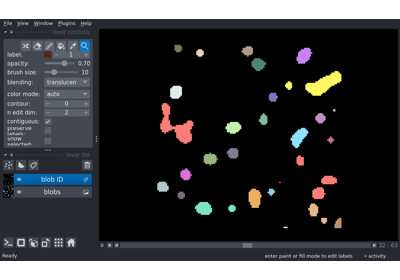 File View Window Plugins Help
layer controls
label: 1
opacity: 0.70
brush size: 10
blending: translucen
color mode: auto
contour: 0
n edit dim: 2
contiguous:
preserve
labels:
show
selected:
layer list
blob ID
blobs
32 63
Ready
enter paint or fill mode to edit labels
activity